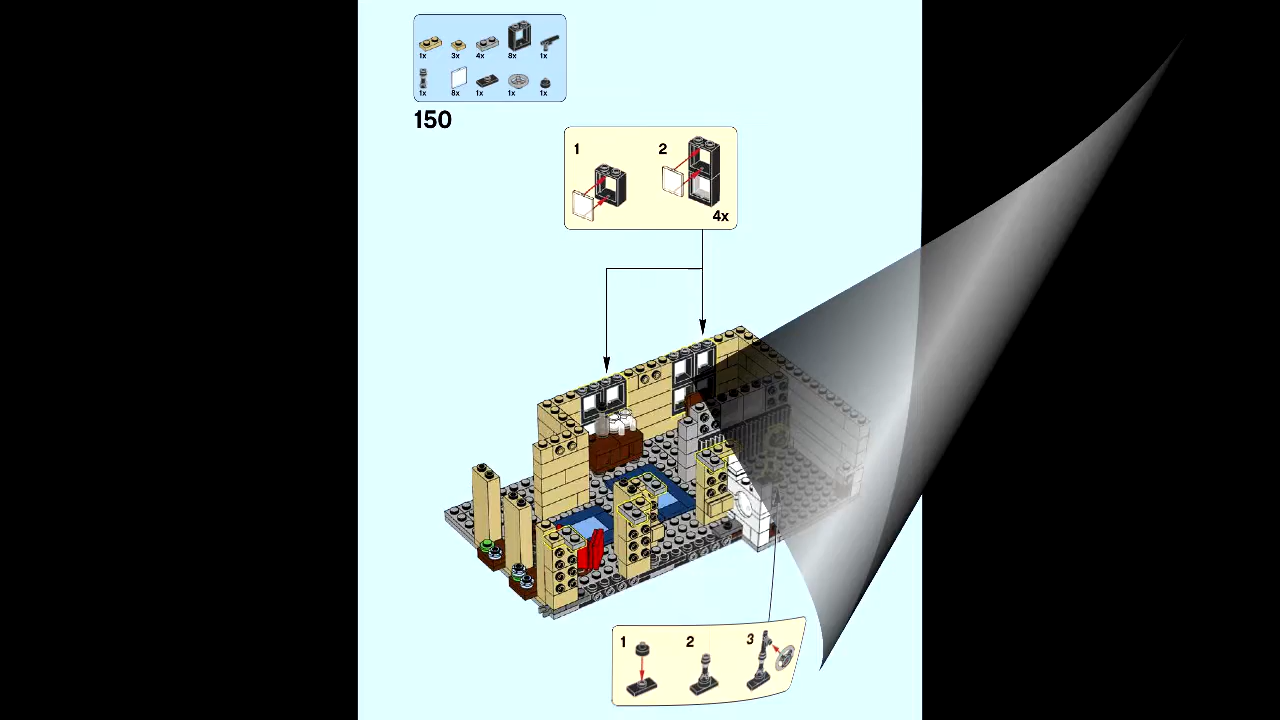 1x 3x 4x 8x 1x
1x 8x 1x 1x 1x
150
1 2
4x
1 2 3